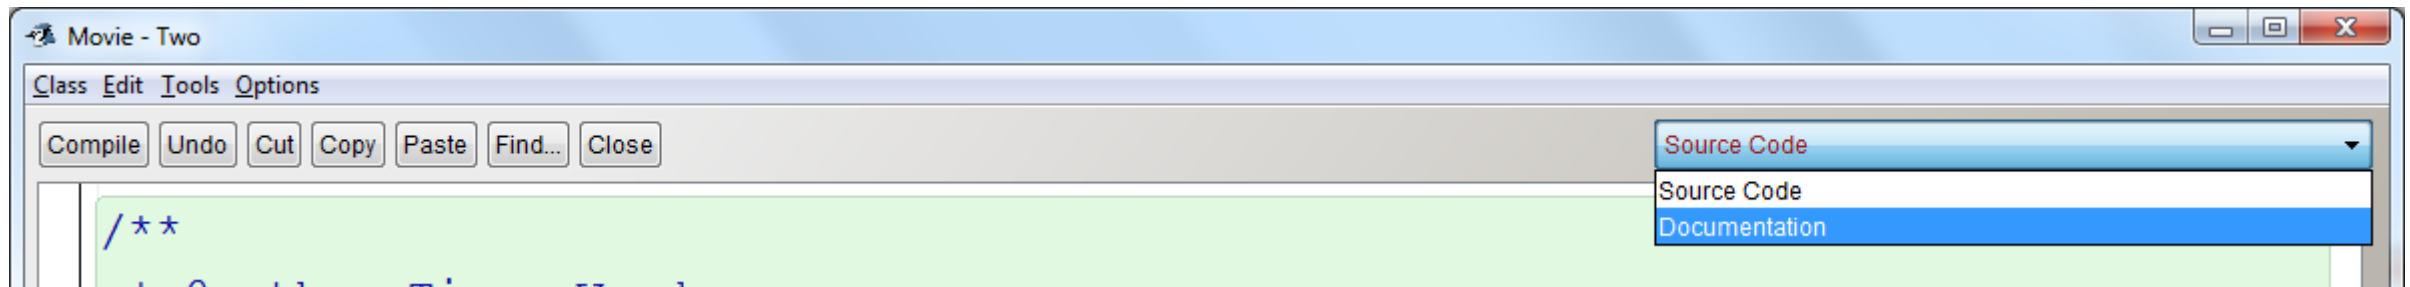 Movie - Two
Class Edit Tools Options
Compile Undo Cut Copy Paste Find... Close Source Code
Source Code
Documentation
/**